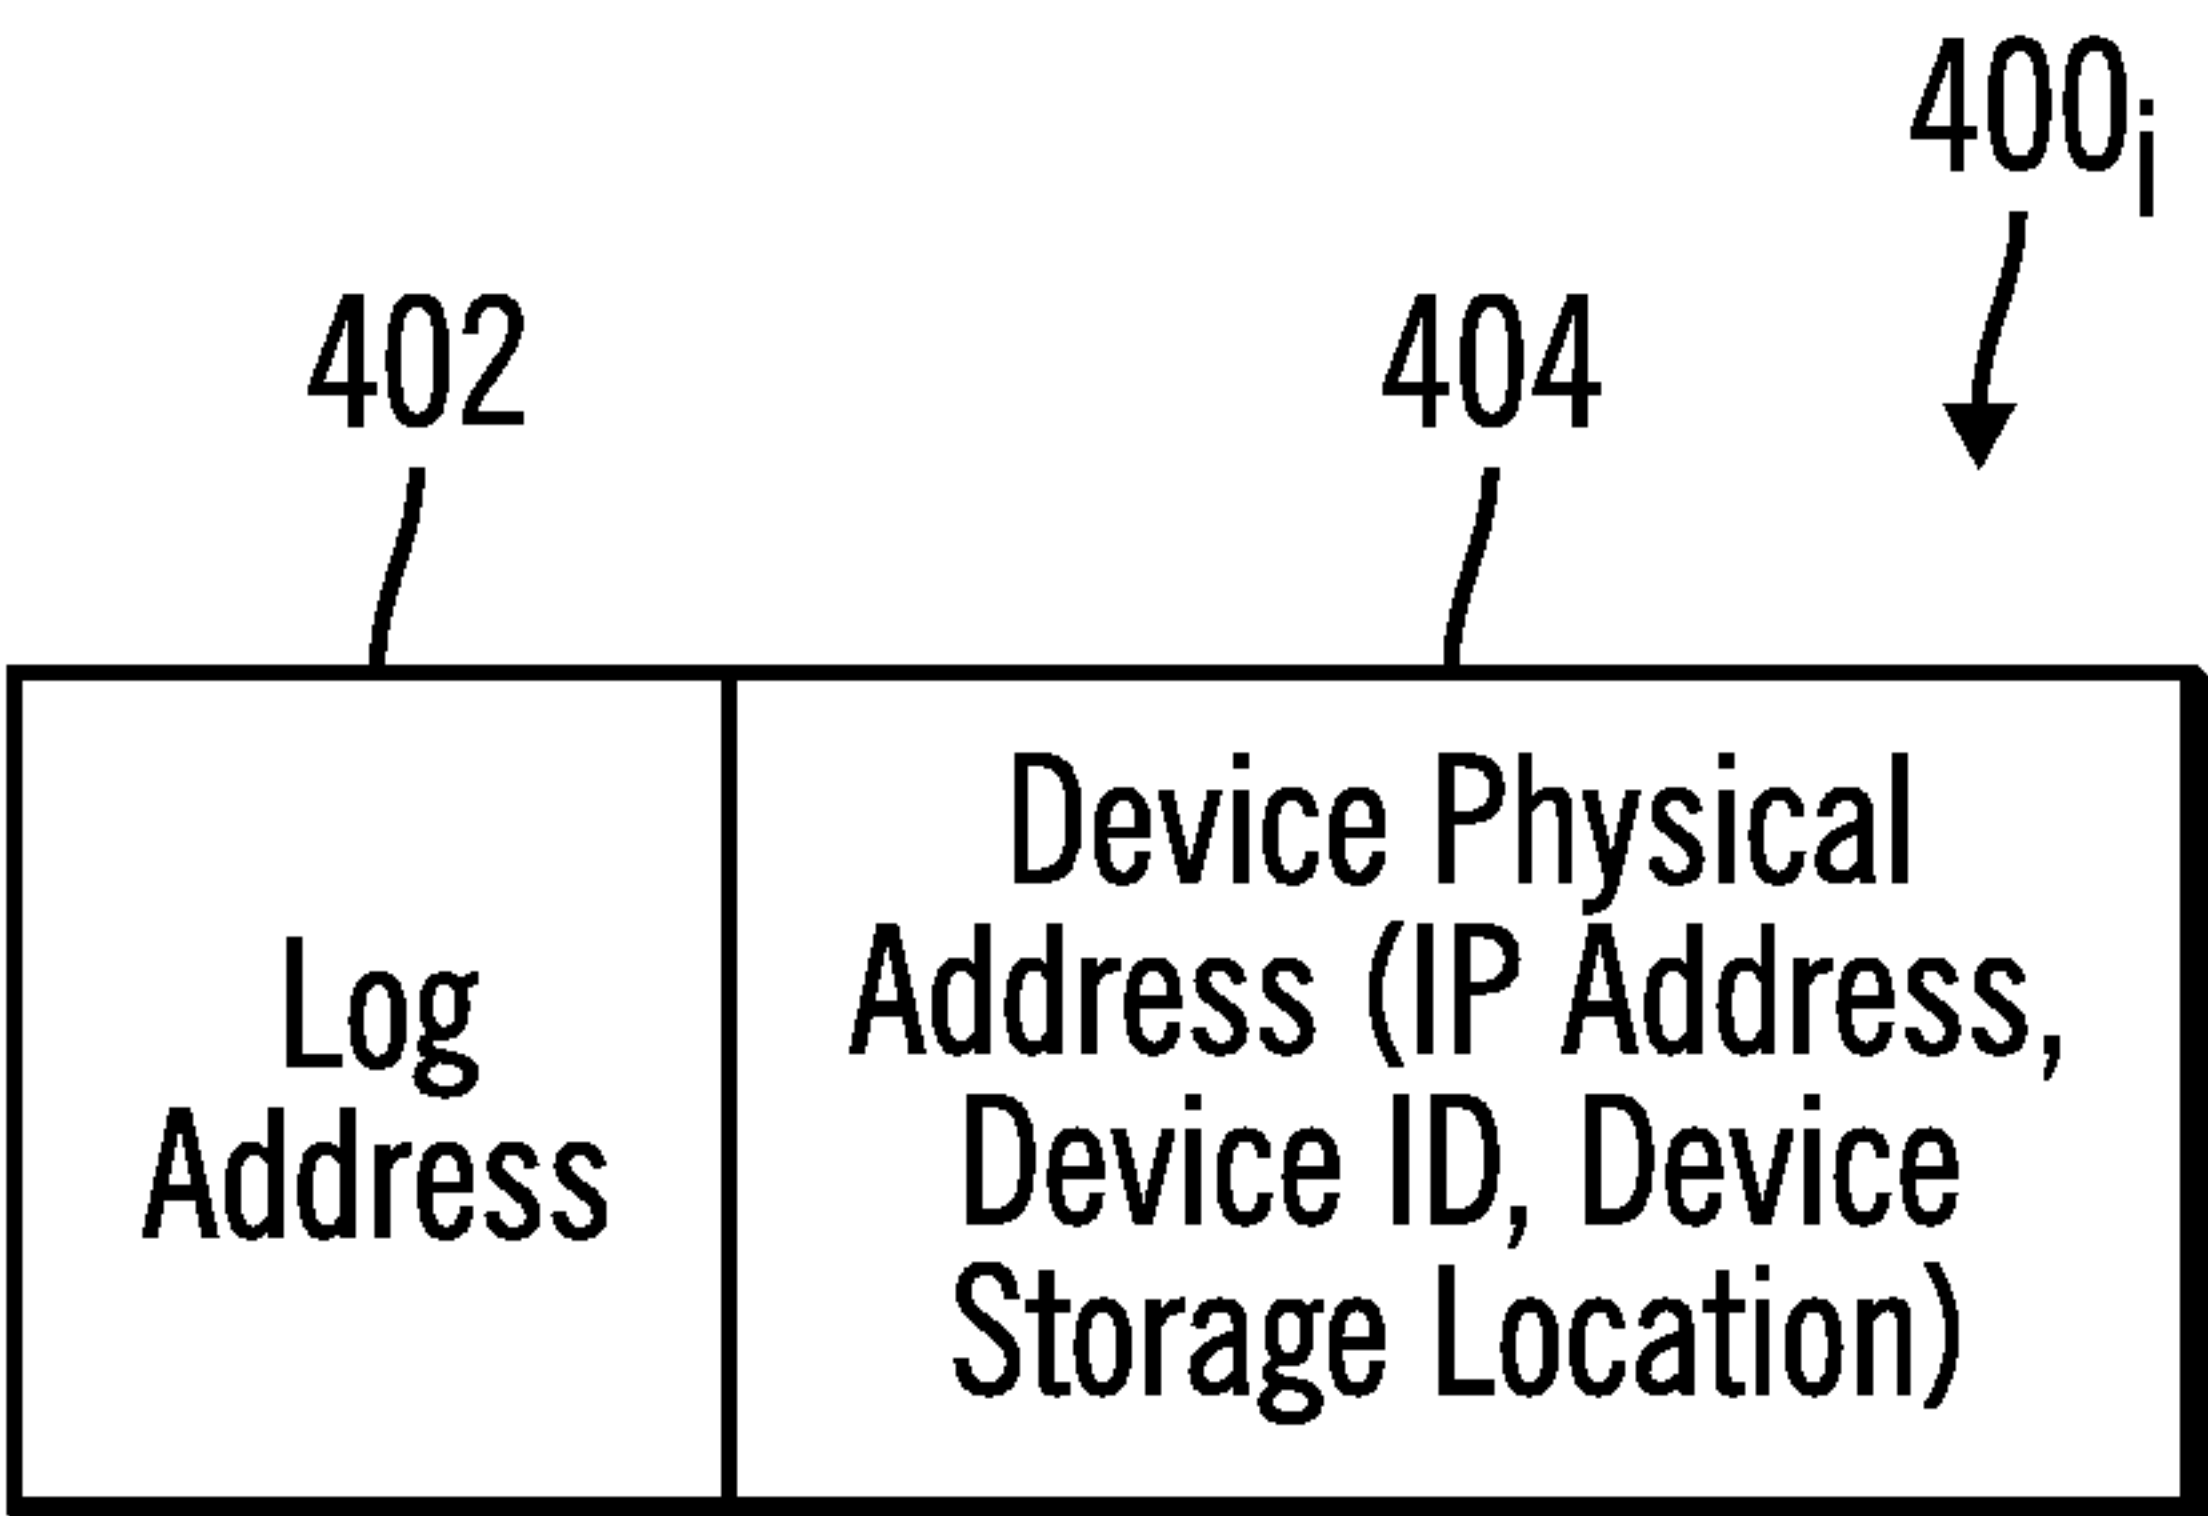 400i
402
404
Log
Address
Device Physical
Address (IP Address,
Device ID, Device
Storage Location)